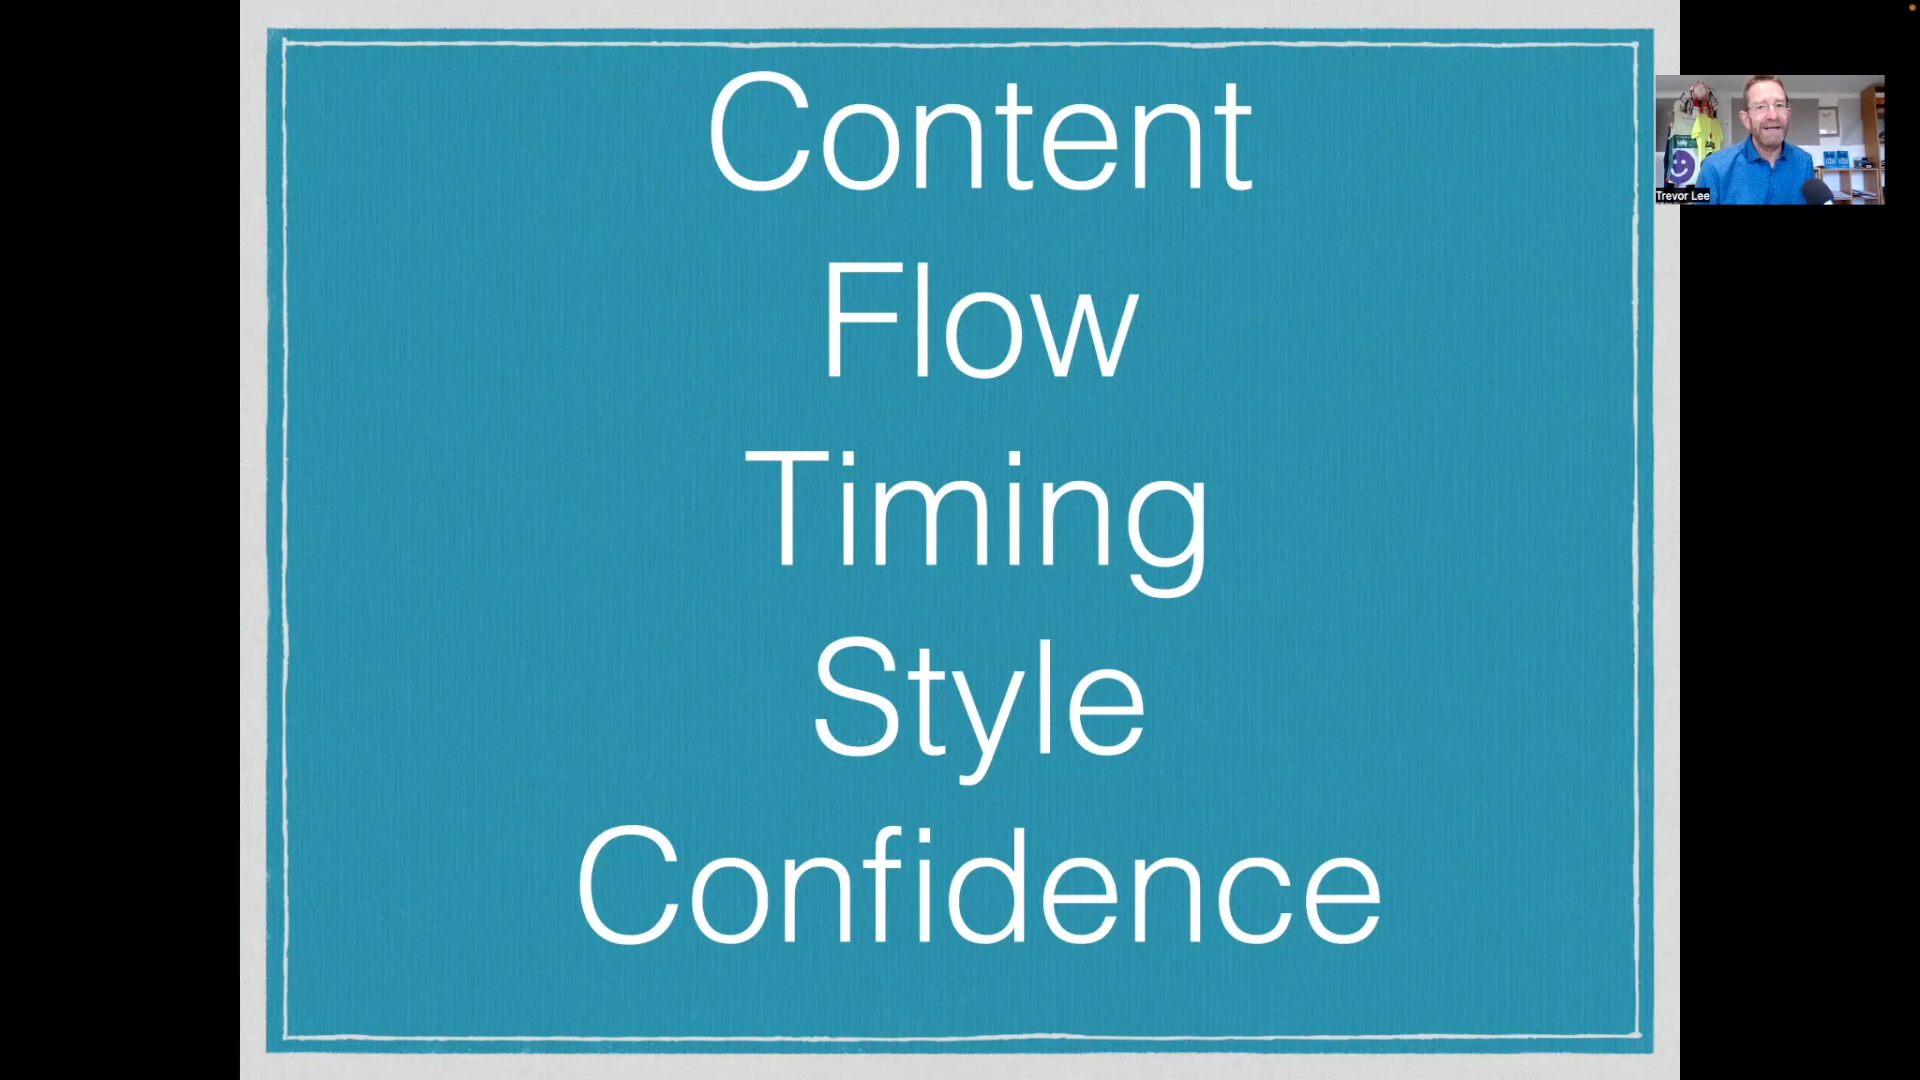 Content
Flow
Timing
Style
Confidence
Trevor Lee